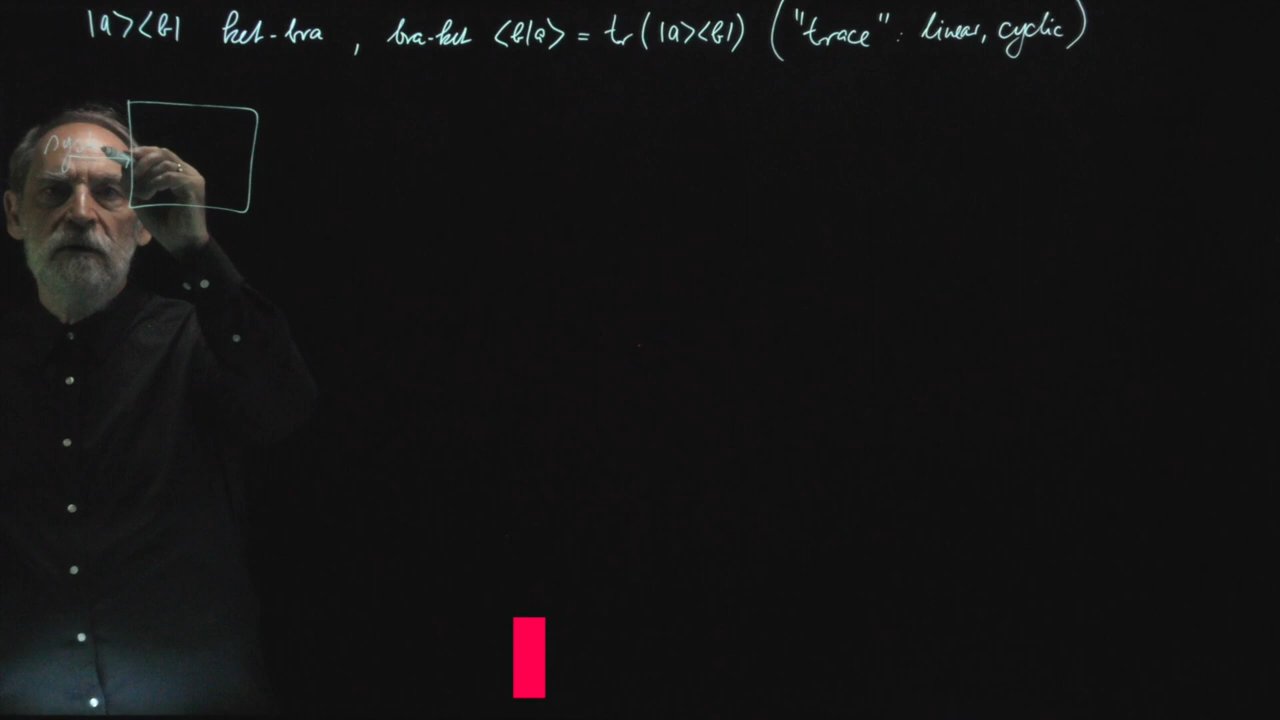 |a><b| ket-bra , bra-ket <b|a> = tr(|a><b|) ("trace": linear, cyclic)